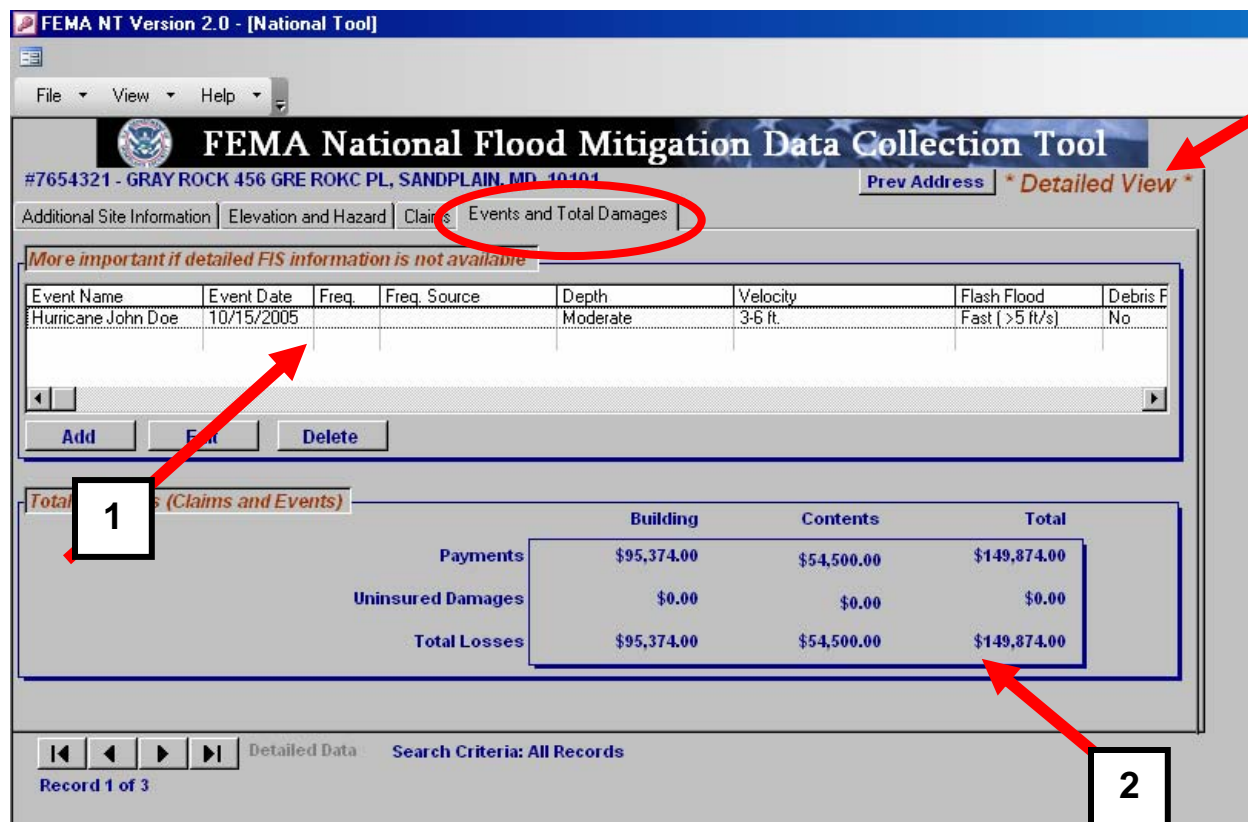 FEMA NT Version 2.0 - [National Tool]
File View Help
FEMA National Flood Mitigation Data Collection Tool
#7654321 - GRAY ROCK 456 GRE ROKC PL, SANDPLAIN, MD, 10101
Prev Address * Detailed View *
Additional Site Information Elevation and Hazard Claims Events and Total Damages
More important if detailed FIS information is not available
Event Name Event Date Freq. Freq. Source Depth Velocity Flash Flood Debris F
Hurricane John Doe 10/15/2005 Moderate 3-6 ft. Fast ( >5 ft/s) No
Add Edit Delete
1
Total (Claims and Events)
Building Contents Total
Payments $95,374.00 $54,500.00 $149,874.00
Uninsured Damages $0.00 $0.00 $0.00
Total Losses $95,374.00 $54,500.00 $149,874.00
Detailed Data Search Criteria: All Records
Record 1 of 3
2